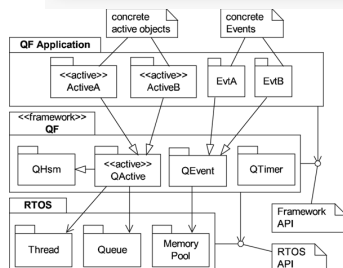 concrete
active objects
concrete
Events
QF Application
<<active>>
ActiveA
<<active>>
ActiveB
EvtA
EvtB
<<framework>>
QF
QHsm
<<active>>
QActive
QEvent
QTimer
RTOS
Thread
Queue
Memory
Pool
Framework
API
RTOS
API